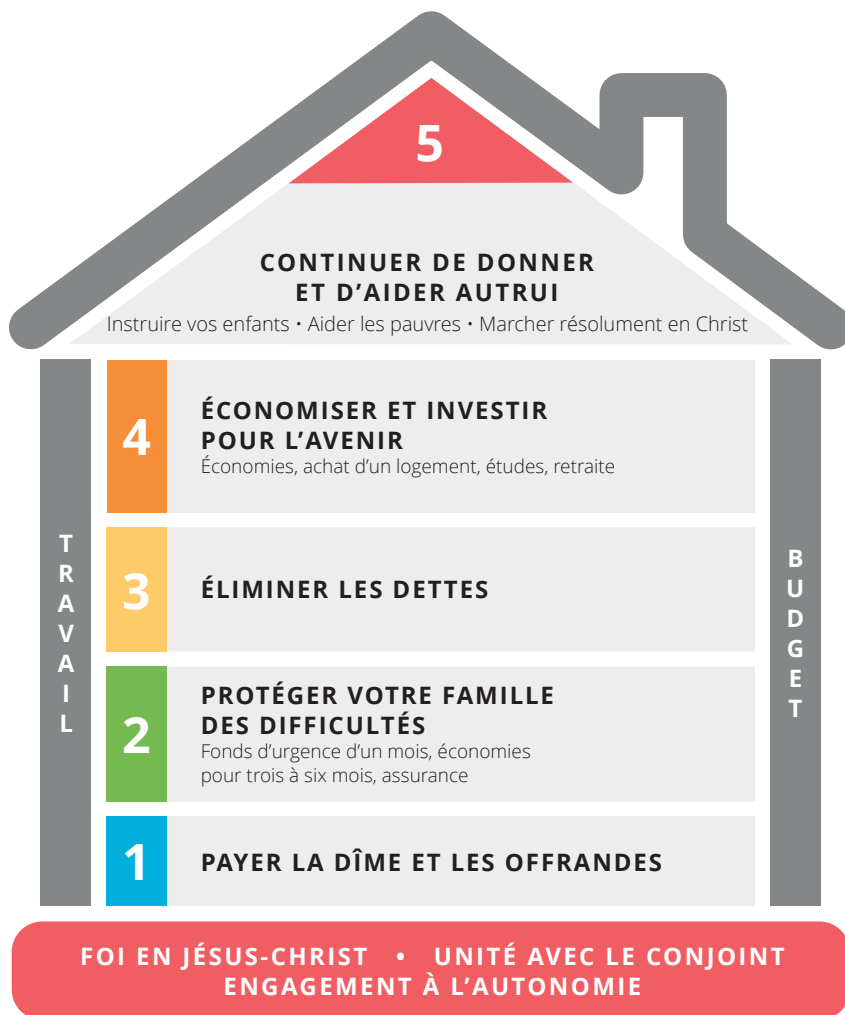 5
CONTINUER DE DONNER
ET D’AIDER AUTRUI
Instruire vos enfants • Aider les pauvres • Marcher résolument en Christ
TRAVAIL
4
ÉCONOMISER ET INVESTIR
POUR L’AVENIR
Économies, achat d’un logement, études, retraite
3
ÉLIMINER LES DETTES
2
PROTÉGER VOTRE FAMILLE
DES DIFFICULTÉS
Fonds d’urgence d’un mois, économies
pour trois à six mois, assurance
1
PAYER LA DÎME ET LES OFFRANDES
BUDGET
FOI EN JÉSUS-CHRIST • UNITÉ AVEC LE CONJOINT
ENGAGEMENT À L’AUTONOMIE